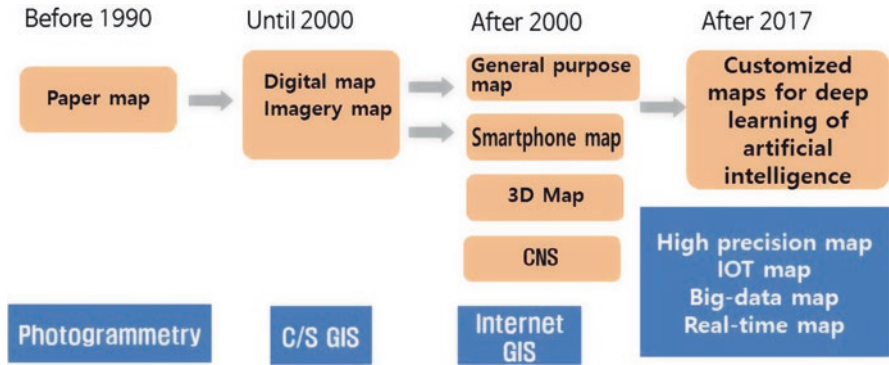 Before 1990
Until 2000
After 2000
After 2017
Paper map
Digital map
Imagery map
General purpose
map
Smartphone map
3D Map
CNS
Customized
maps for deep
learning of
artificial
intelligence
High precision map
IOT map
Big-data map
Real-time map
Photogrammetry
C/S GIS
Internet
GIS